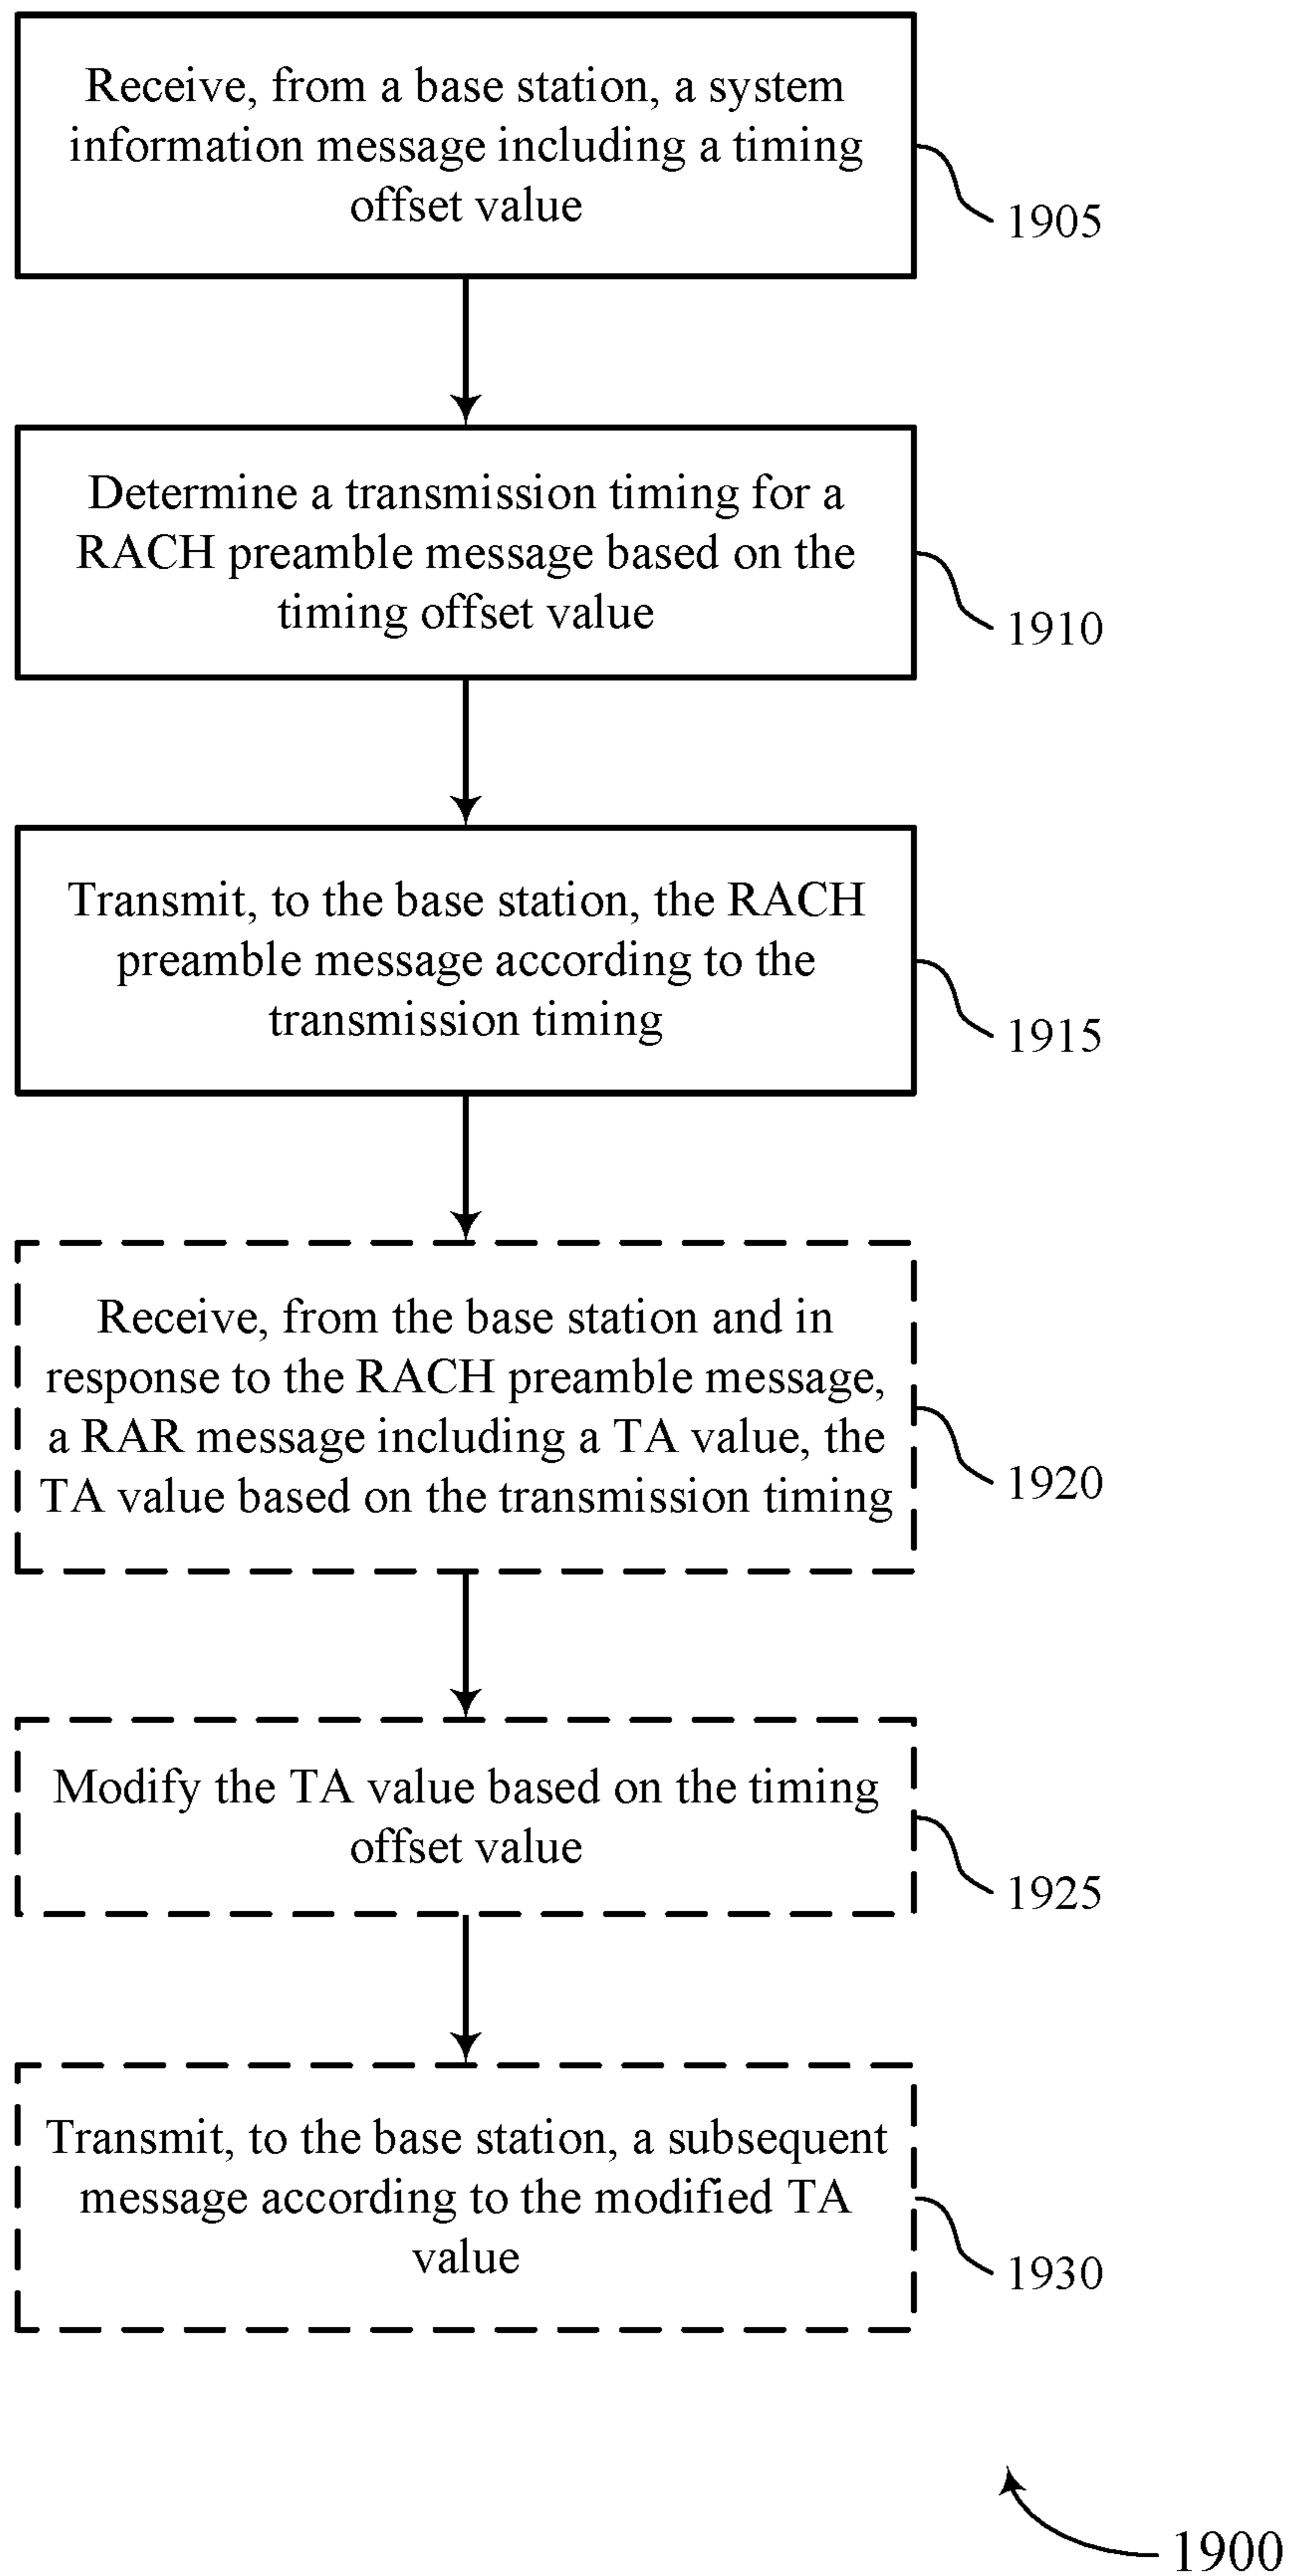 Receive, from a base station, a system
information message including a timing
offset value
1905
Determine a transmission timing for a
RACH preamble message based on the
timing offset value
1910
Transmit, to the base station, the RACH
preamble message according to the
transmission timing
1915
Receive, from the base station and in
response to the RACH preamble message,
a RAR message including a TA value, the
TA value based on the transmission timing
1920
Modify the TA value based on the timing
offset value
1925
Transmit, to the base station, a subsequent
message according to the modified TA
value
1930
1900